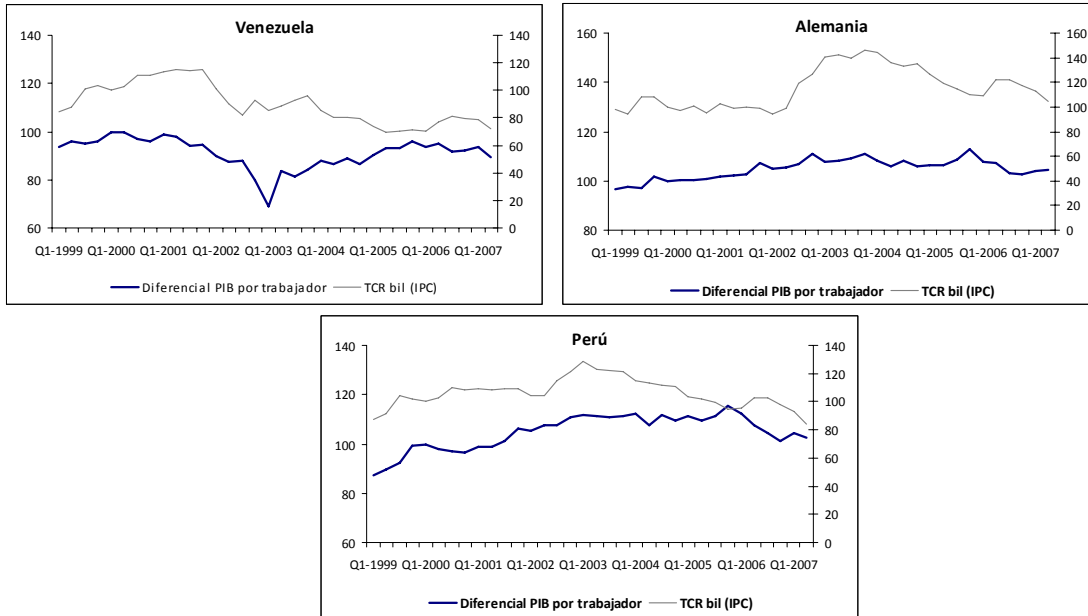 Venezuela
140 140
120 120
100 100
80 80
60 60
40
20
0
Q1-1999 Q1-2000 Q1-2001 Q1-2002 Q1-2003 Q1-2004 Q1-2005 Q1-2006 Q1-2007
Diferencial PIB por trabajador TCR bil (IPC)
Alemania
160 160
140 140
120 120
100 100
80 80
60
40
20
0
Q1-1999 Q1-2000 Q1-2001 Q1-2002 Q1-2003 Q1-2004 Q1-2005 Q1-2006 Q1-2007
Diferencial PIB por trabajador TCR bil (IPC)
Perú
140 140
120 120
100 100
80 80
60 60
40
20
0
Q1-1999 Q1-2000 Q1-2001 Q1-2002 Q1-2003 Q1-2004 Q1-2005 Q1-2006 Q1-2007
Diferencial PIB por trabajador TCR bil (IPC)